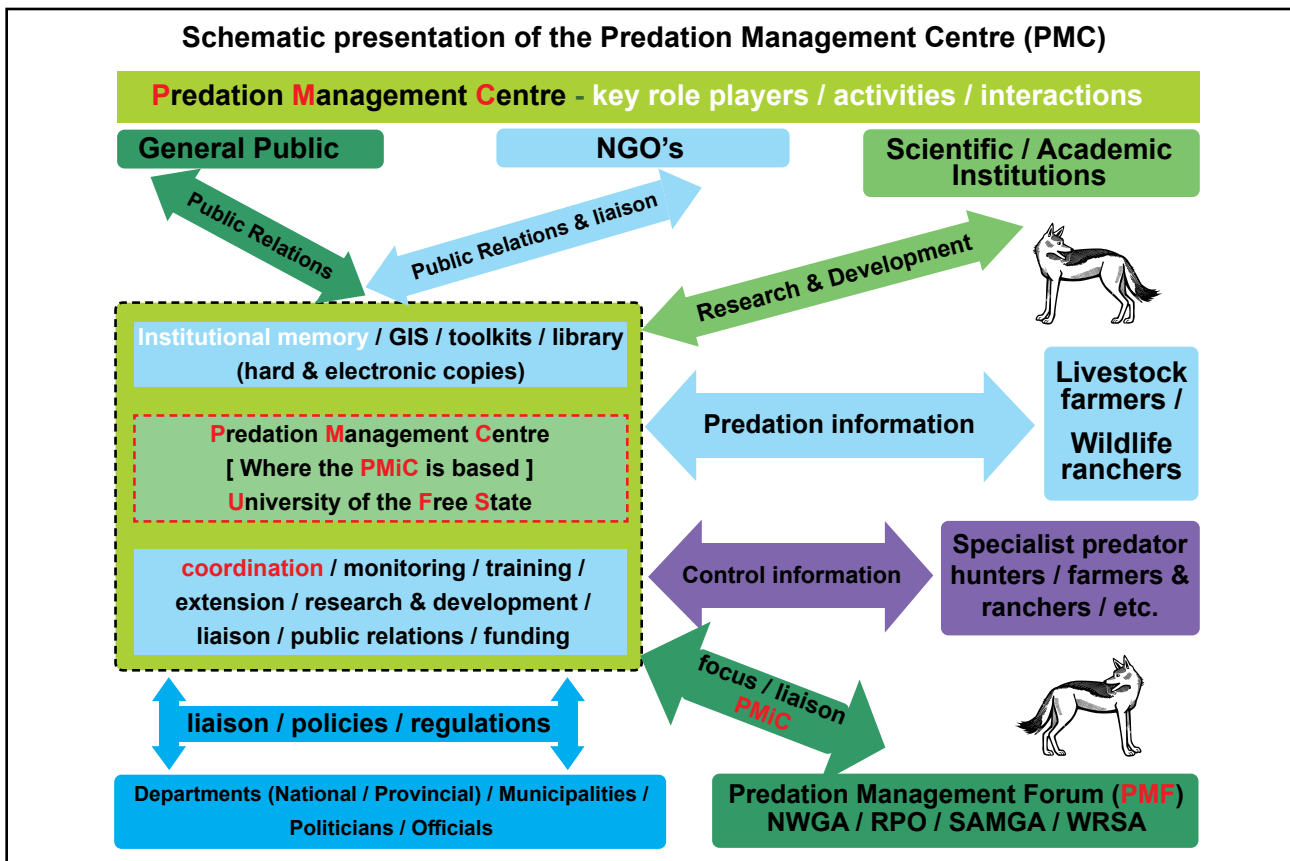 Schematic presentation of the Predation Management Centre (PMC)
Predation Management Centre - key role players / activities / interactions
General Public
NGO’s
Scientific / Academic
Institutions
Public Relations
Public Relations & liaison
Research & Development
Institutional memory / GIS / toolkits / library
(hard & electronic copies)
Predation Management Centre
[ Where the PMiC is based ]
University of the Free State
coordination / monitoring / training /
extension / research & development /
liaison / public relations / funding
Predation information
Livestock
farmers /
Wildlife
ranchers
Control information
Specialist predator
hunters / farmers &
ranchers / etc.
focus / liaison
PMiC
liaison / policies / regulations
Departments (National / Provincial) / Municipalities /
Politicians / Officials
Predation Management Forum (PMF)
NWGA / RPO / SAMGA / WRSA